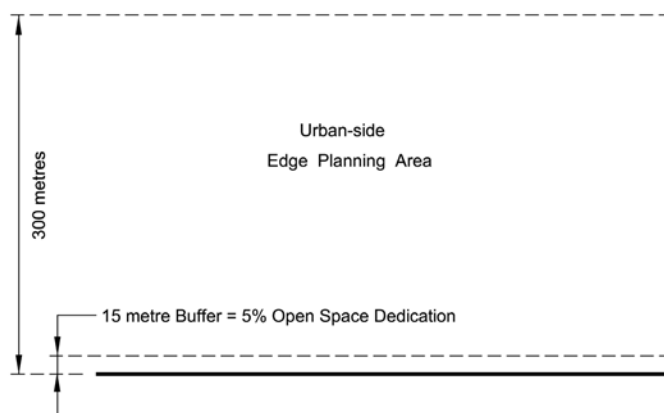 Urban-side
Edge Planning Area
300 metres
15 metre Buffer = 5% Open Space Dedication